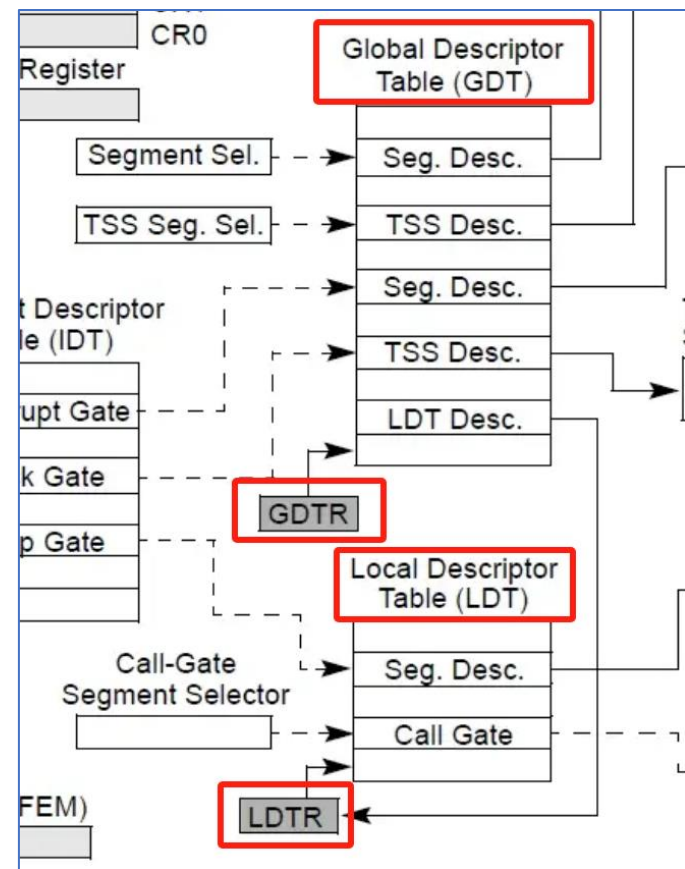 CR0
Register
Global Descriptor
Table (GDT)
Segment Sel.
Seg. Desc.
TSS Seg. Sel.
TSS Desc.
Seg. Desc.
t Descriptor
le (IDT)
TSS Desc.
upt Gate
LDT Desc.
k Gate
GDTR
p Gate
Local Descriptor
Table (LDT)
Call-Gate
Segment Selector
Seg. Desc.
Call Gate
FEM)
LDTR